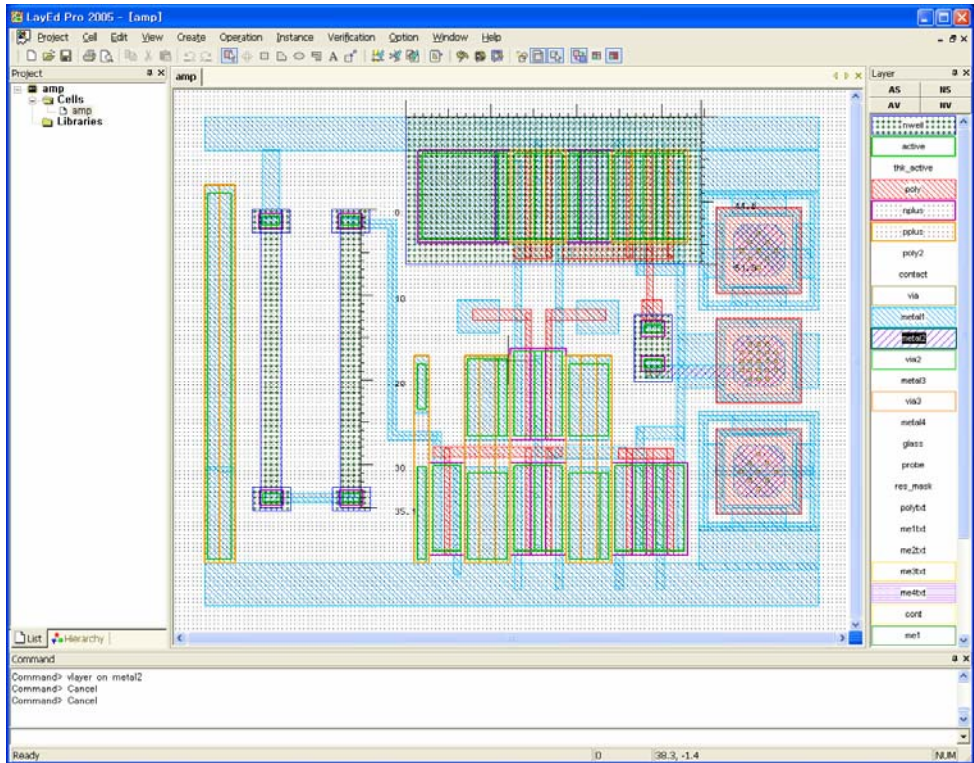 LayEd Pro 2005 - [amp]
Project Cell Edit View Create Operation Instance Verification Option Window Help
Project
amp
Cells
amp
Libraries
List Hierarchy
amp
0
10
20
30
35.1
Layer
AS NS
AV NV
nwell
active
thk_active
poly
nplus
pplus
poly2
contact
via
metal1
metal2
via2
metal3
via3
metal4
glass
probe
res_mask
polytxt
me1txt
me2txt
me3txt
me4txt
cont
me1
Command
Command> vlayer on metal2
Command> Cancel
Command> Cancel
Ready 0 38.3, -1.4 NUM